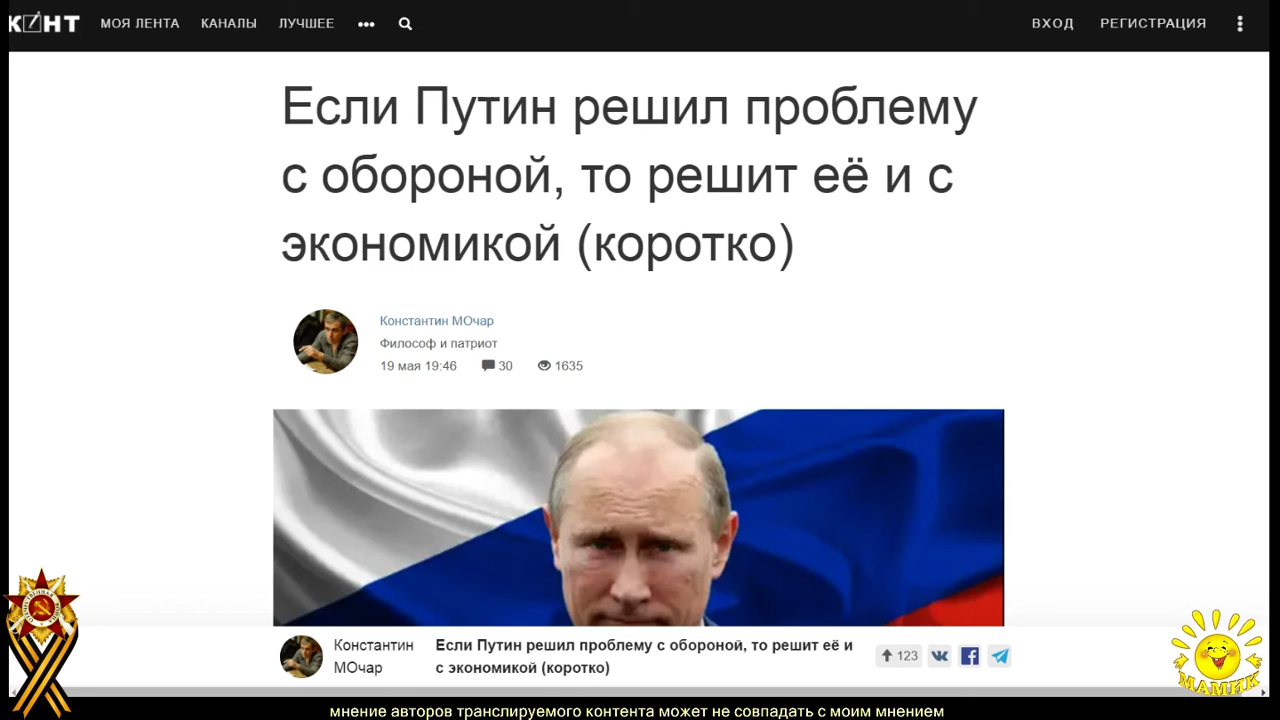 КОНТ
МОЯ ЛЕНТА КАНАЛЫ ЛУЧШЕЕ
ВХОД РЕГИСТРАЦИЯ
Если Путин решил проблему
с обороной, то решит её и с
экономикой (коротко)
Константин МОчар
Философ и патриот
19 мая 19:46 30 1635
Константин
МОчар
Если Путин решил проблему с обороной, то решит её и
с экономикой (коротко)
123
МАМИК
мнение авторов транслируемого контента может не совпадать с моим мнением